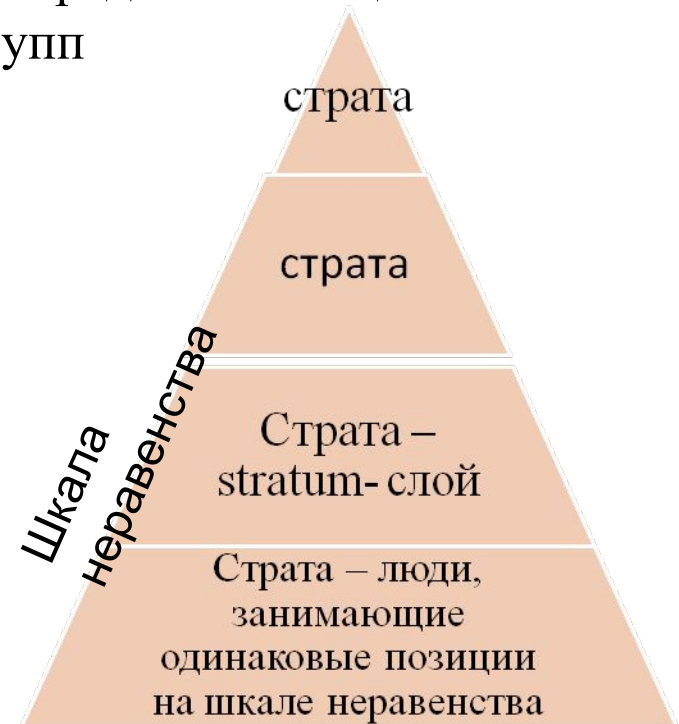 упп
страта
страта
Страта –
stratum- слой
Страта – люди,
занимающие
одинаковые позиции
на шкале неравенства
Шкала
неравенства